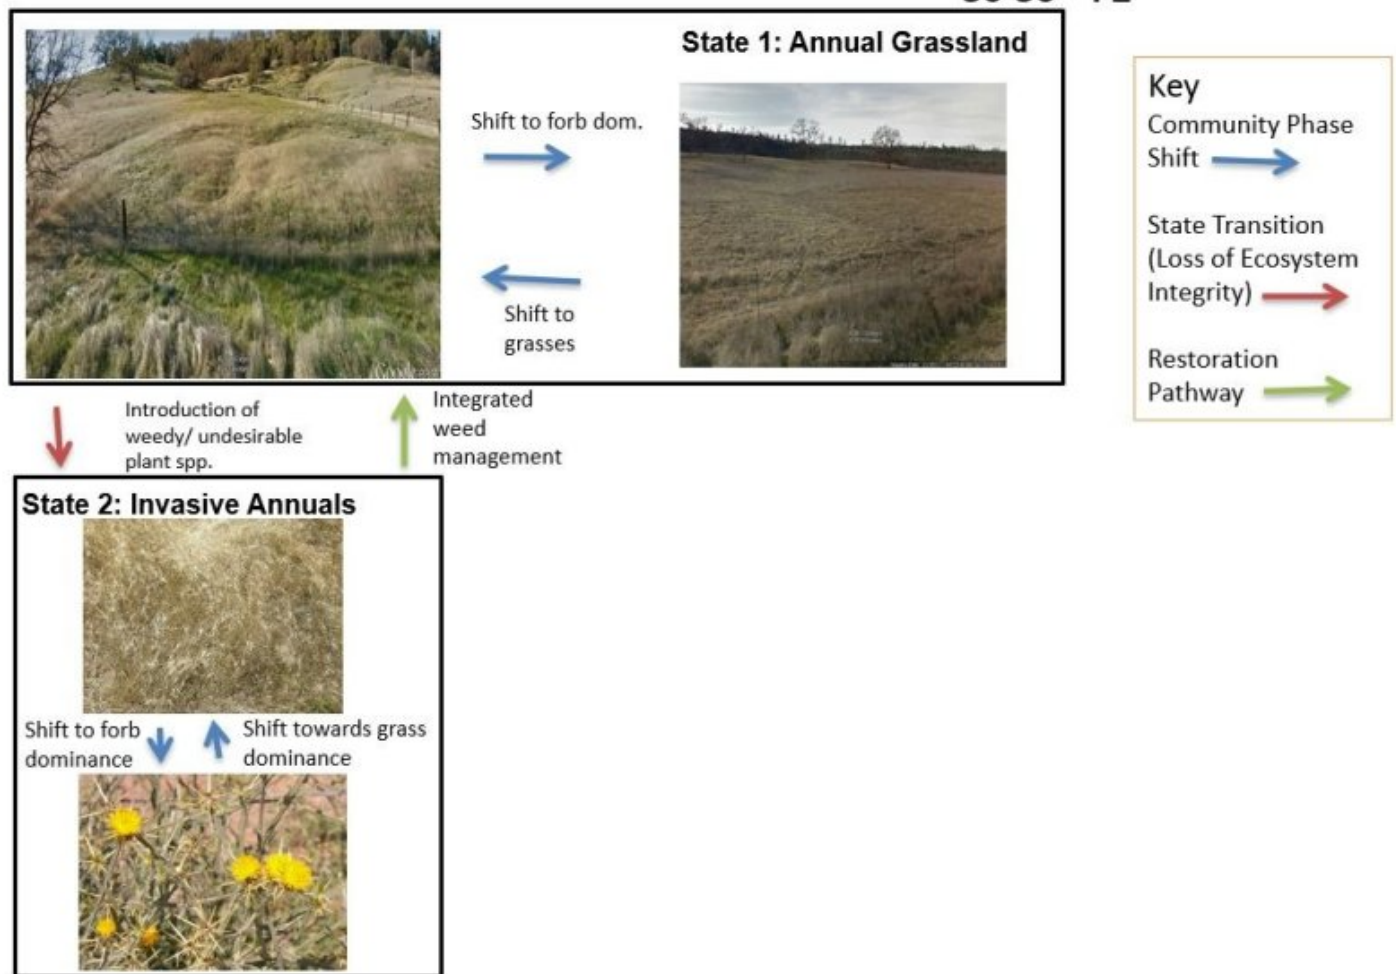 State 1: Annual Grassland
Shift to forb dom.
Shift to
grasses
Key
Community Phase
Shift
State Transition
(Loss of Ecosystem
Integrity)
Restoration
Pathway
Introduction of
weedy/ undesirable
plant spp.
Integrated
weed
management
State 2: Invasive Annuals
Shift to forb
dominance
Shift towards grass
dominance